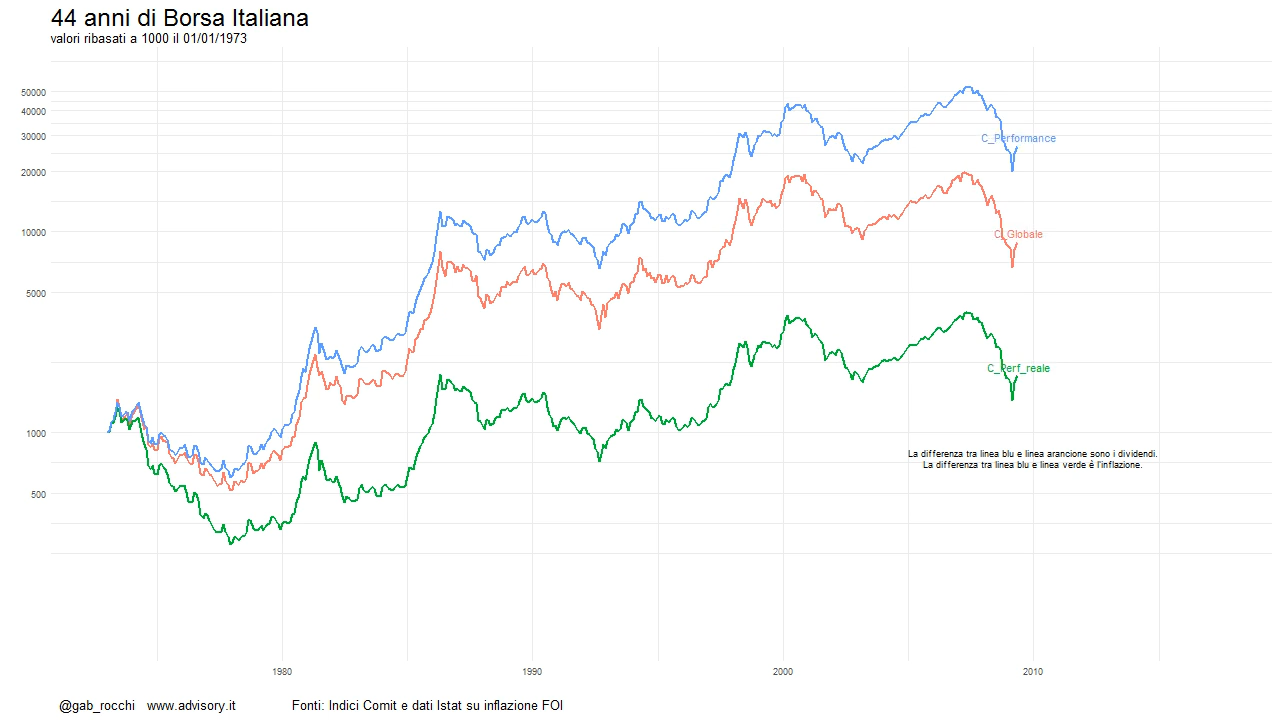 44 anni di Borsa Italiana
valori ribasati a 1000 il 01/01/1973
50000
40000
30000
20000
10000
5000
1000
500
C_Performance
C_Globale
C_Perf_reale
La differenza tra linea blu e linea arancione sono i dividendi.
La differenza tra linea blu e linea verde è l'inflazione.
1980 1990 2000 2010
@gab_rocchi www.advisory.it Fonti: Indici Comit e dati Istat su inflazione FOI